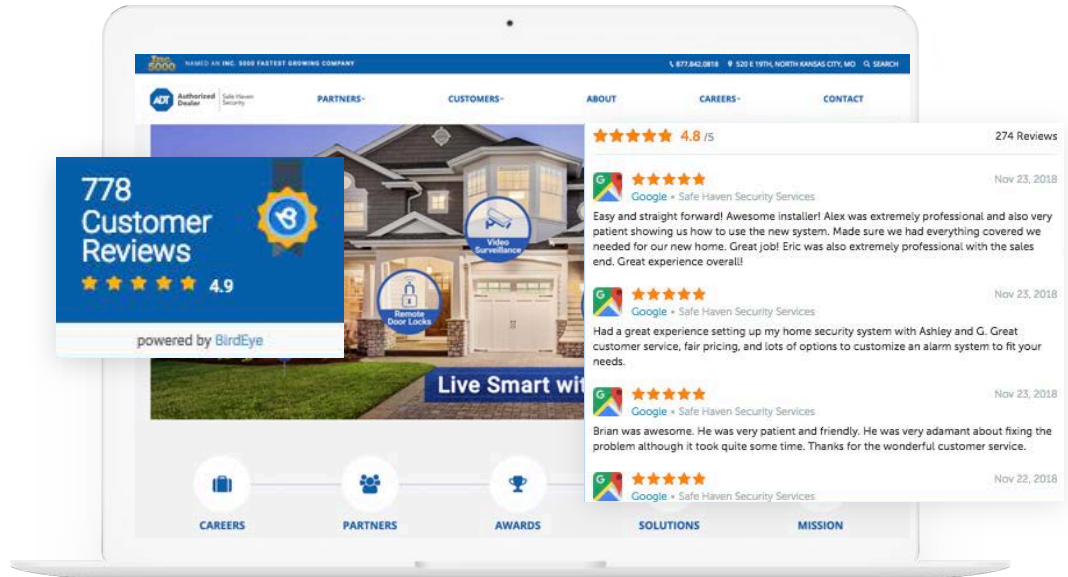 Inc. 5000
NAMED AN INC. 5000 FASTEST GROWING COMPANY
877.842.0818
520 E 19TH, NORTH KANSAS CITY, MO
SEARCH
ADT
Authorized Dealer
Safe Haven Security
PARTNERS
CUSTOMERS
ABOUT
CAREERS
CONTACT
778
Customer
Reviews
4.9
powered by BirdEye
Video
Surveillance
Remote
Door Locks
Live Smart wit
4.8 /5
274 Reviews
G
Nov 23, 2018
Google • Safe Haven Security Services
Easy and straight forward! Awesome installer! Alex was extremely professional and also very
patient showing us how to use the new system. Made sure we had everything covered we
needed for our new home. Great job! Eric was also extremely professional with the sales
end. Great experience overall!
G
Nov 23, 2018
Google • Safe Haven Security Services
Had a great experience setting up my home security system with Ashley and G. Great
customer service, fair pricing, and lots of options to customize an alarm system to fit your
needs.
G
Nov 23, 2018
Google • Safe Haven Security Services
Brian was awesome. He was very patient and friendly. He was very adamant about fixing the
problem although it took quite some time. Thanks for the wonderful customer service.
G
Nov 22, 2018
Google • Safe Haven Security Services
CAREERS
PARTNERS
AWARDS
SOLUTIONS
MISSION